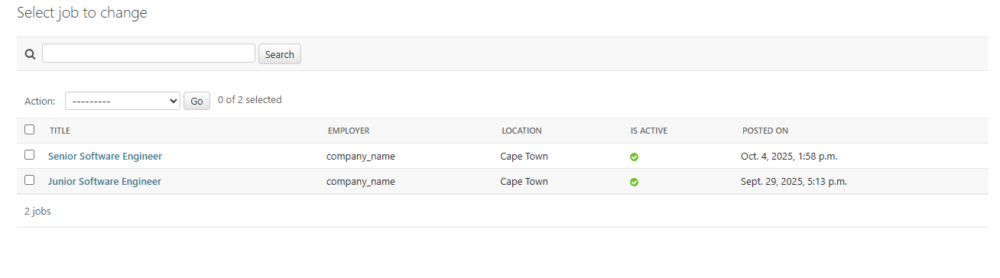 Select job to change
Search
Action: --------- Go 0 of 2 selected
TITLE EMPLOYER LOCATION IS ACTIVE POSTED ON
Senior Software Engineer company_name Cape Town Oct. 4, 2025, 1:58 p.m.
Junior Software Engineer company_name Cape Town Sept. 29, 2025, 5:13 p.m.
2 jobs